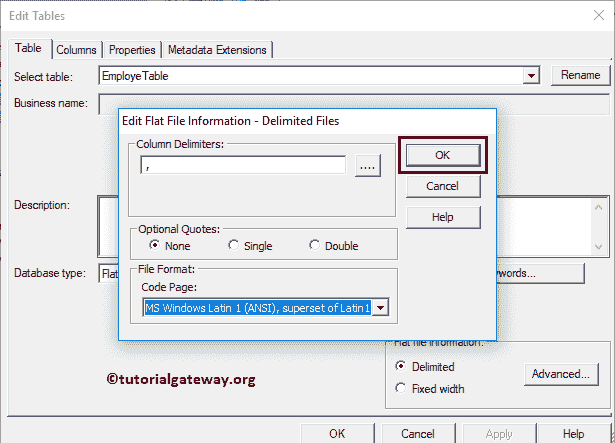 Edit Tables
Table Columns Properties Metadata Extensions
Select table: EmployeTable Rename
Business name:
Edit Flat File Information - Delimited Files
Column Delimiters:
, .... OK
Cancel
Help
Description:
Optional Quotes:
None Single Double
File Format:
Database type: Flat words...
Code Page:
MS Windows Latin 1 (ANSI), superset of Latin1
Flat file information:
Delimited Advanced...
Fixed width
©tutorialgateway.org
OK Cancel Apply Help